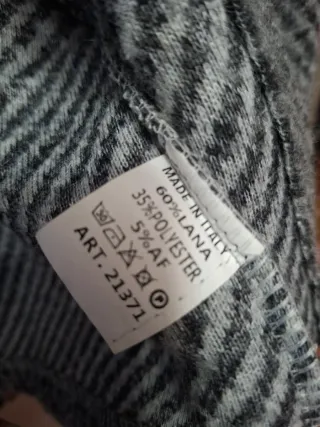 MADE IN ITALY
60% LANA
35% POLYESTER
5% AF
ART. 21371